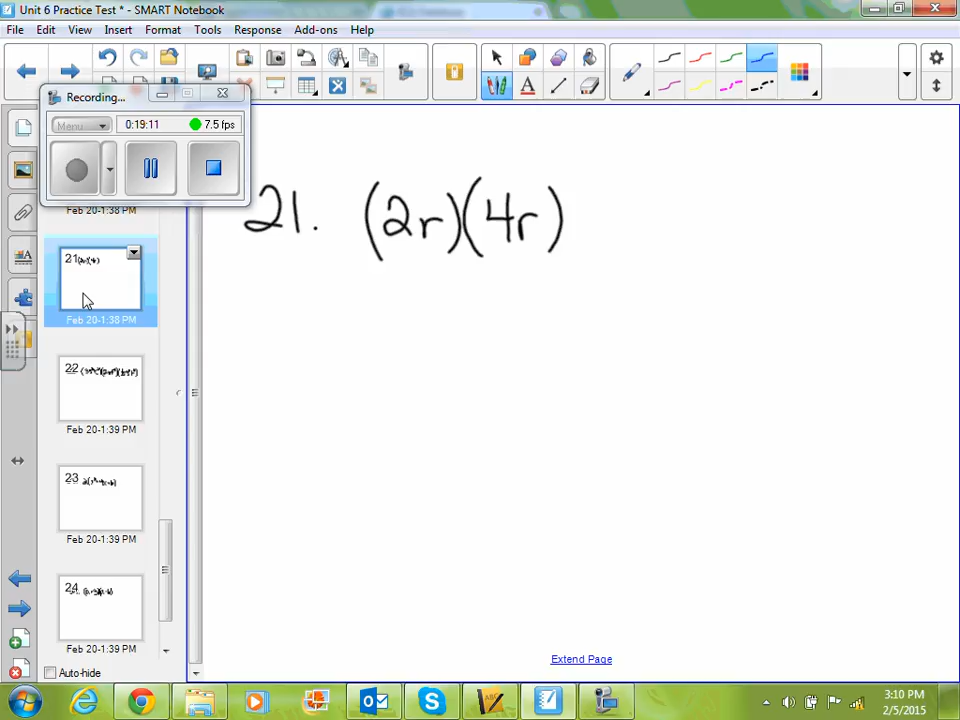 Unit 6 Practice Test * - SMART Notebook
File Edit View Insert Format Tools Response Add-ons Help
Recording...
Menu 0:19:11 7.5 fps
Feb 20-1:38 PM
21. (2r)(4r)
21 (2r)(4r)
Feb 20-1:38 PM
22
Feb 20-1:39 PM
23
Feb 20-1:39 PM
24
Feb 20-1:39 PM
Extend Page
Auto-hide
3:10 PM
2/5/2015